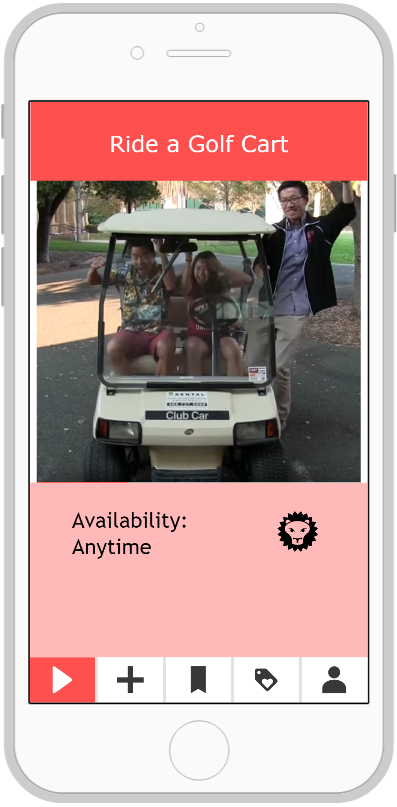 Ride a Golf Cart
RENTAL
Club Car
Availability:
Anytime